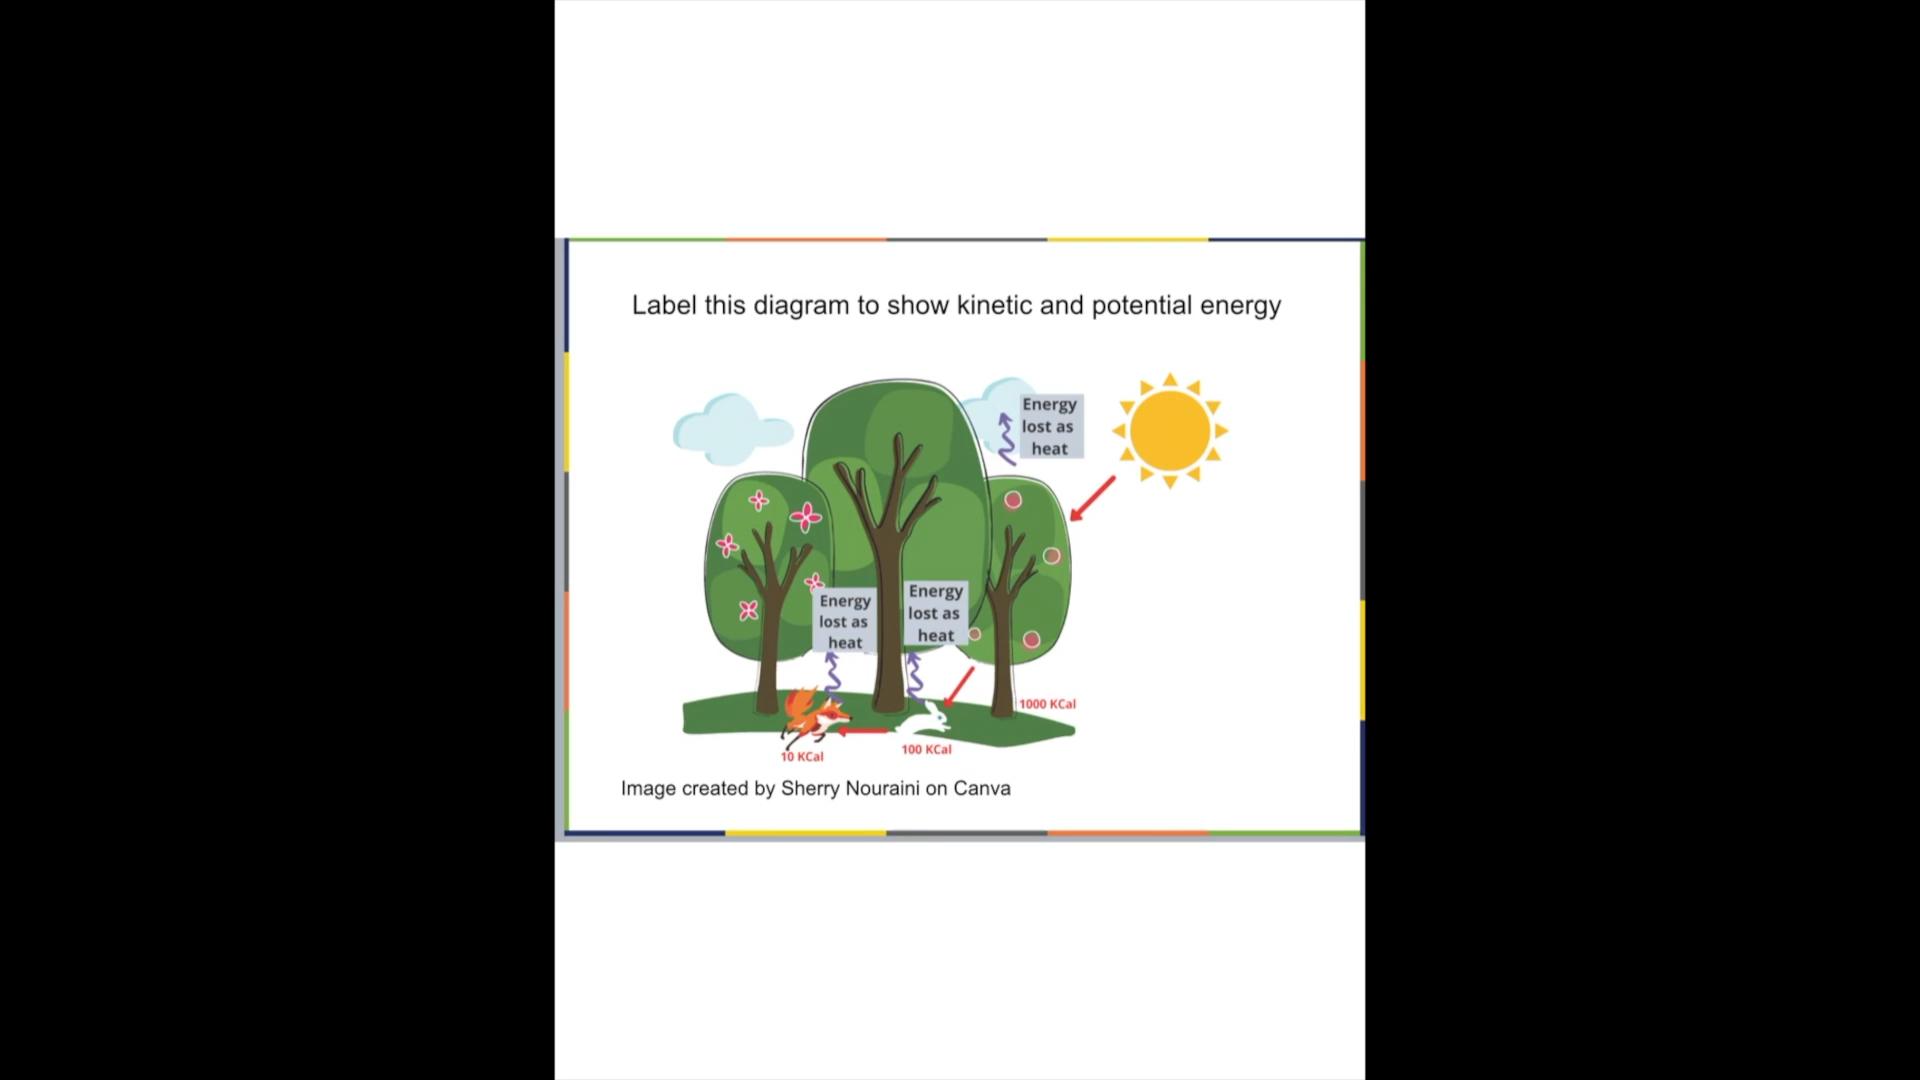 Label this diagram to show kinetic and potential energy
Energy
lost as
heat
Energy
lost as
heat
Energy
lost as
heat
1000 KCal
100 KCal
10 KCal
Image created by Sherry Nouraini on Canva